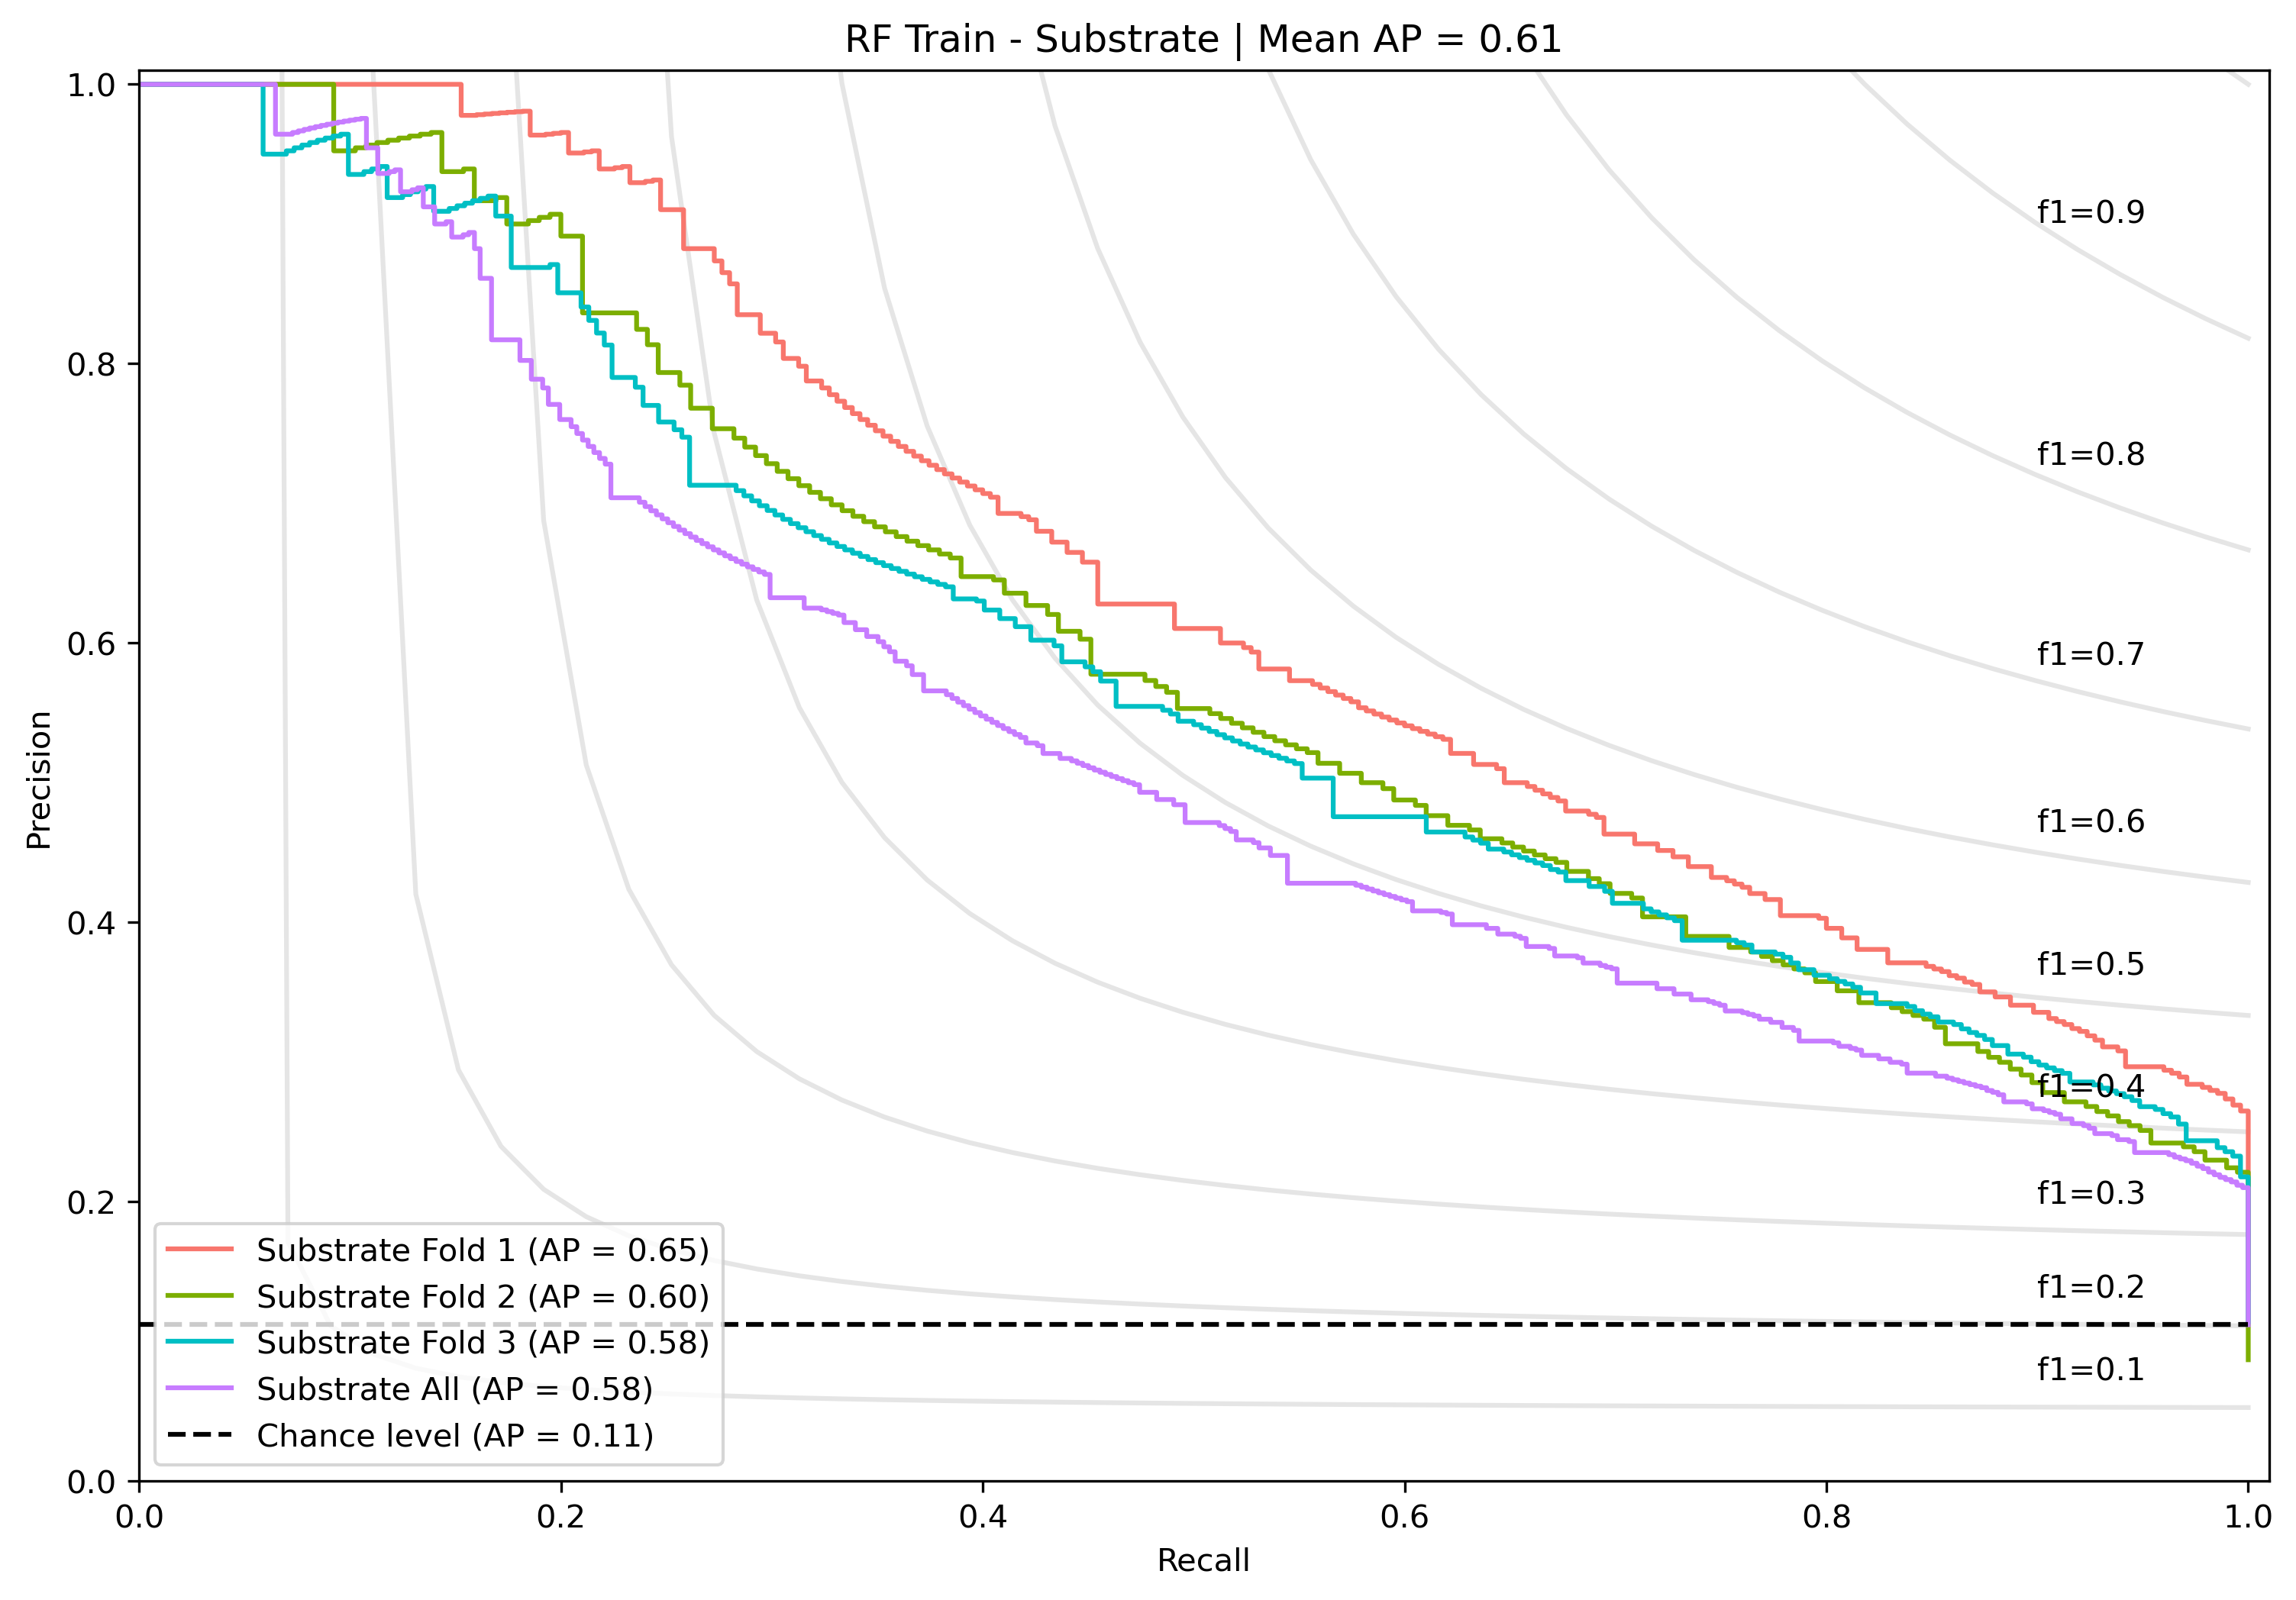 RF Train - Substrate | Mean AP = 0.61
1.0
0.8
0.6
0.4
0.2
0.0
Precision
f1=0.9
f1=0.8
f1=0.7
f1=0.6
f1=0.5
f1=0.4
f1=0.3
f1=0.2
f1=0.1
Substrate Fold 1 (AP = 0.65)
Substrate Fold 2 (AP = 0.60)
Substrate Fold 3 (AP = 0.58)
Substrate All (AP = 0.58)
Chance level (AP = 0.11)
0.0 0.2 0.4 0.6 0.8 1.0
Recall